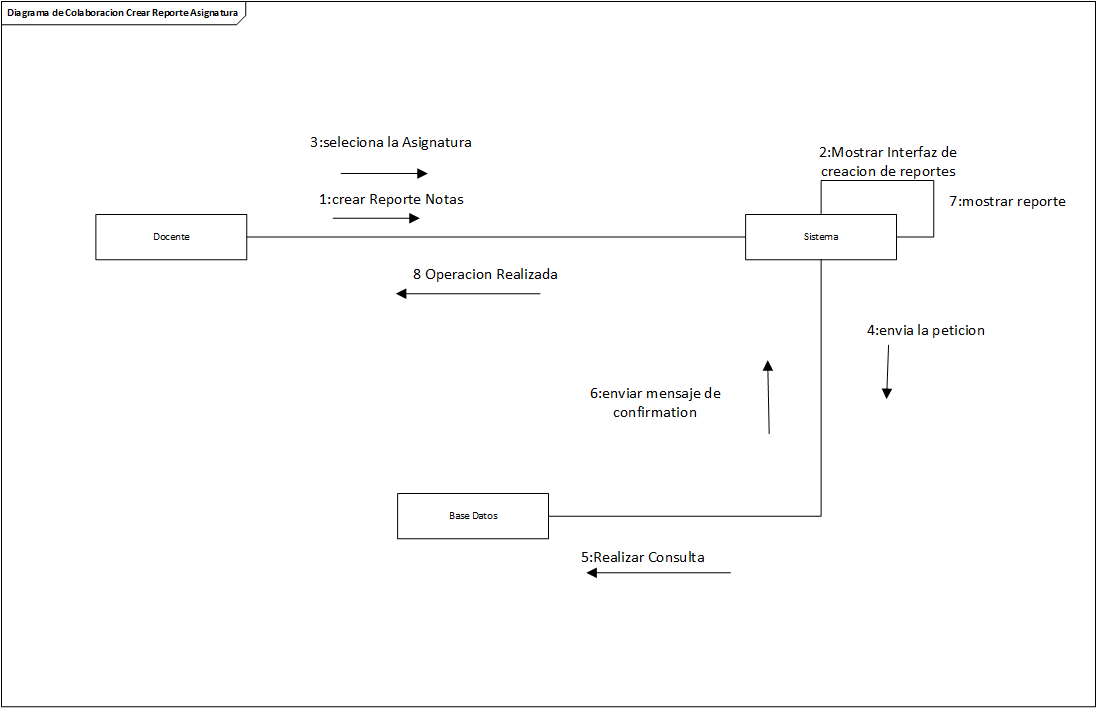 Diagrama de Colaboracion Crear Reporte Asignatura
3:seleciona la Asignatura
2:Mostrar Interfaz de
creacion de reportes
1:crear Reporte Notas
7:mostrar reporte
Docente
Sistema
8 Operacion Realizada
4:envia la peticion
6:enviar mensaje de
confirmation
Base Datos
5:Realizar Consulta